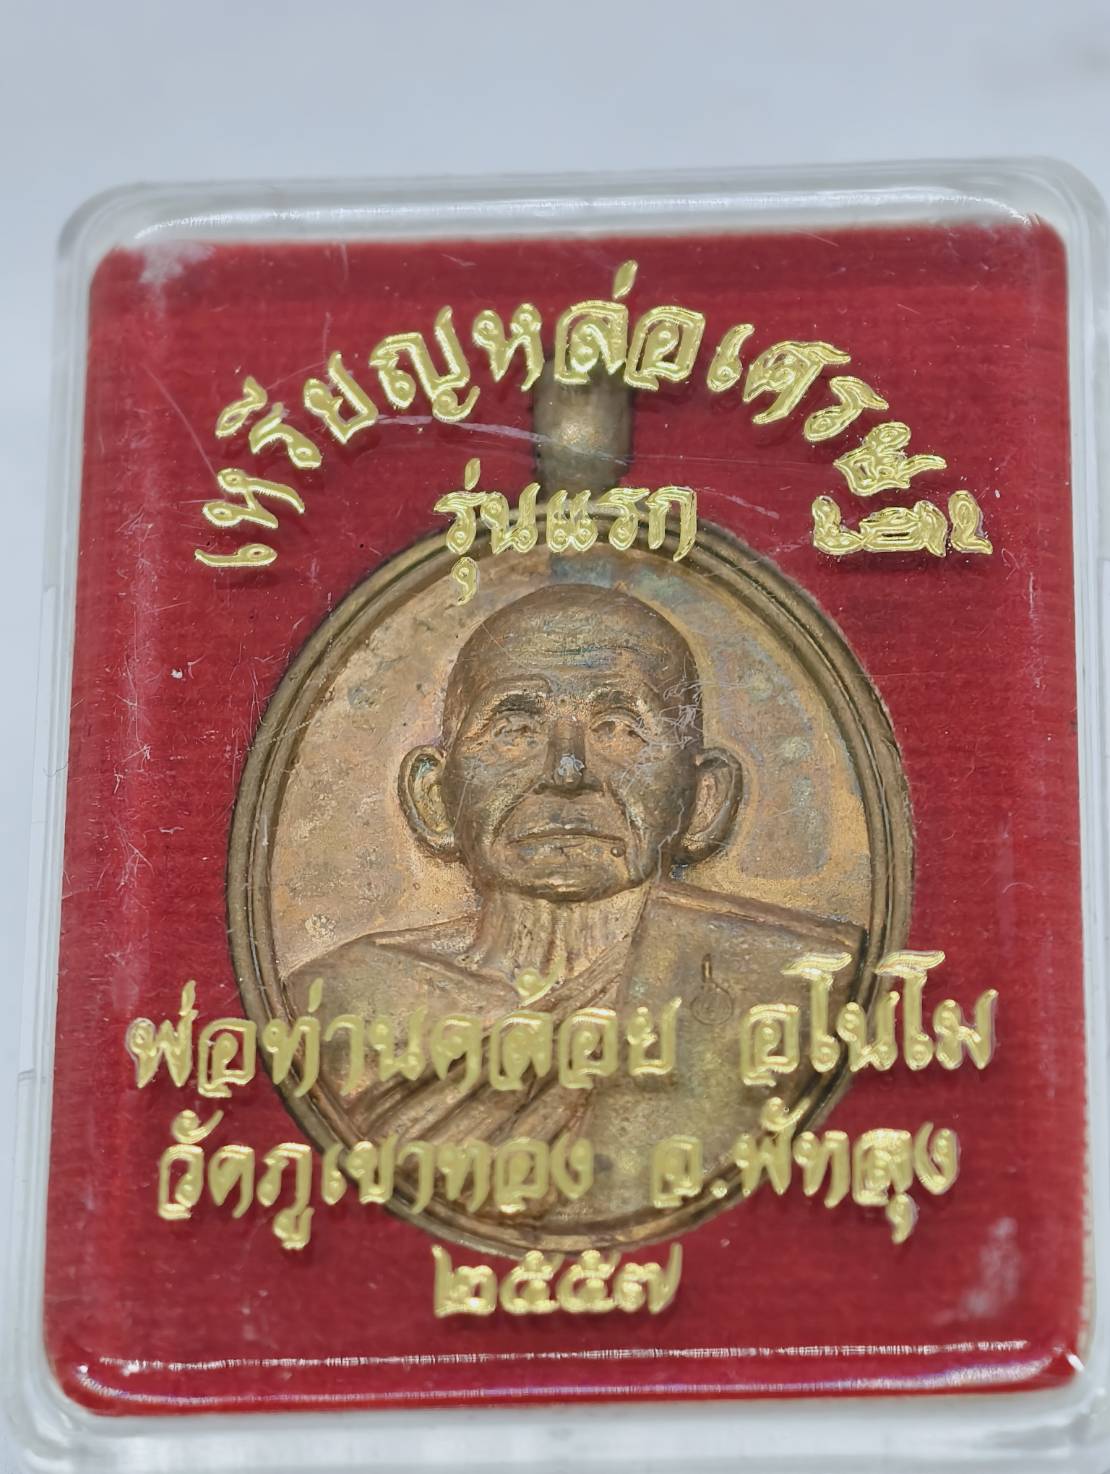 เหรียญหล่อเศรษฐี
รุ่นแรก
พ่อท่านคล้อย อโนโม
วัดภูเขาทอง จ.พัทลุง
๒๕๕๗